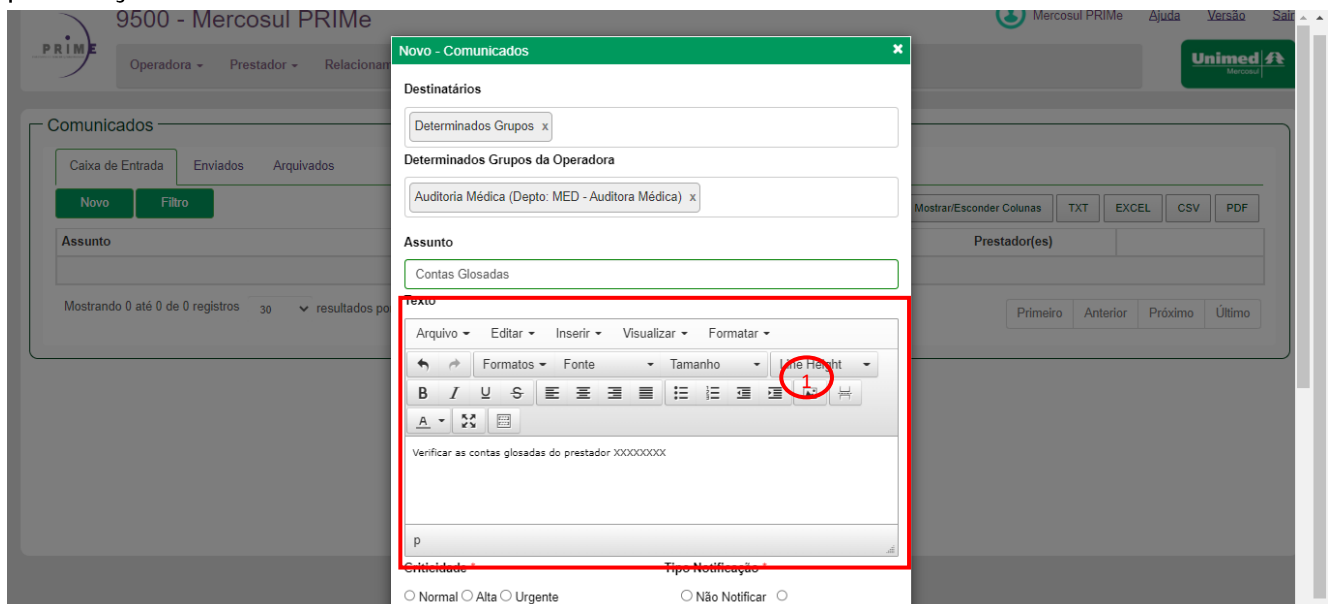 9500 - Mercosul PRIMe
Mercosul PRIMe Ajuda Versão Sair
PRIME
Operadora Prestador Relacionam
Unimed
Mercosul
Novo - Comunicados x
Destinatários
Determinados Grupos x
Determinados Grupos da Operadora
Auditoria Médica (Depto: MED - Auditora Médica) x
Assunto
Contas Glosadas
Texto
Arquivo Editar Inserir Visualizar Formatar
Formatos Fonte Tamanho Line Height
1
B I U S
A
Verificar as contas glosadas do prestador XXXXXXXX
p
Criticidade * Tipo Notificação *
Normal Alta Urgente Não Notificar
Comunicados
Caixa de Entrada Enviados Arquivados
Novo Filtro
Mostrar/Esconder Colunas TXT EXCEL CSV PDF
Assunto Prestador(es)
Mostrando 0 até 0 de 0 registros 30 resultados po
Primeiro Anterior Próximo Último